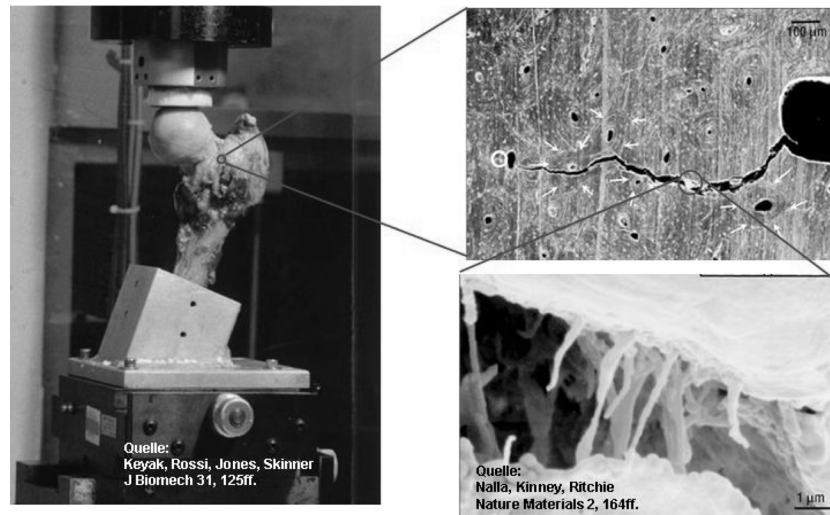 100 µm
Quelle:
Keyak, Rossi, Jones, Skinner
J Biomech 31, 125ff.
Quelle:
Nalla, Kinney, Ritchie
Nature Materials 2, 164ff.
1 µm